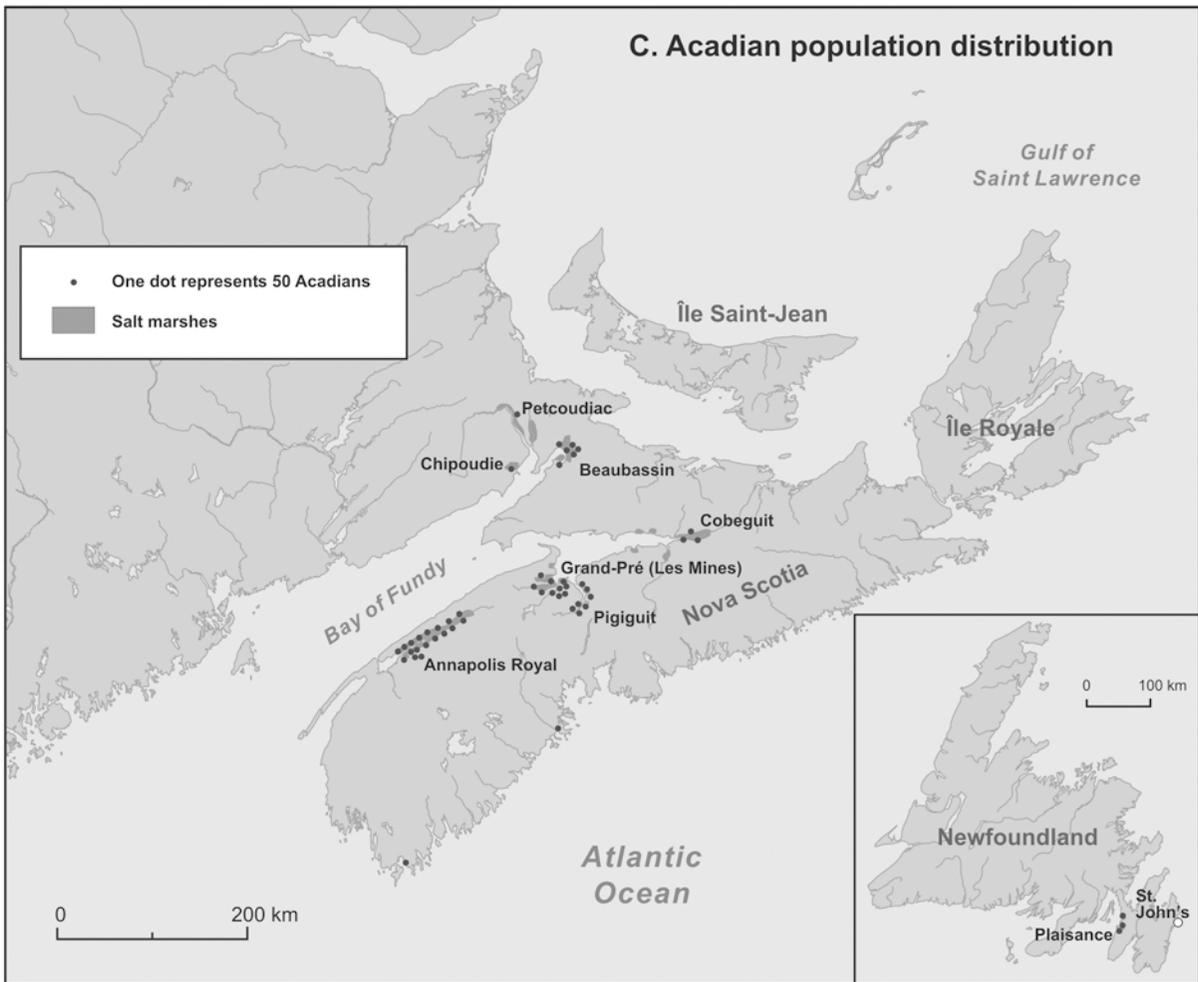 C. Acadian population distribution
Gulf of
Saint Lawrence
One dot represents 50 Acadians
Salt marshes
Île Saint-Jean
Petcoudiac
Île Royale
Chipoudie
Beaubassin
Cobeguit
Grand-Pré (Les Mines)
Bay of Fundy
Nova Scotia
Pigiguit
Annapolis Royal
0 100 km
Newfoundland
Atlantic
Ocean
St.
John's
0 200 km
Plaisance